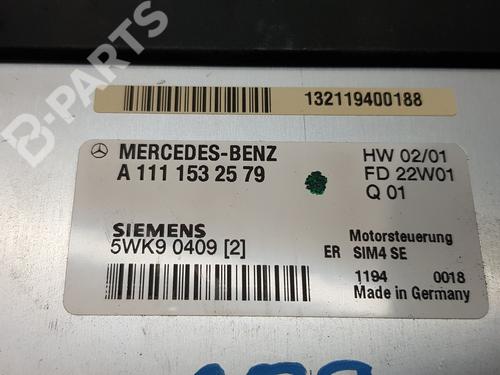 B-PARTS
132119400188
MERCEDES-BENZ
A 111 153 25 79
HW 02/01
FD 22W01
Q 01
SIEMENS
5WK9 0409 [2]
Motorsteuerung
ER SIM4 SE
1194 0018
Made in Germany